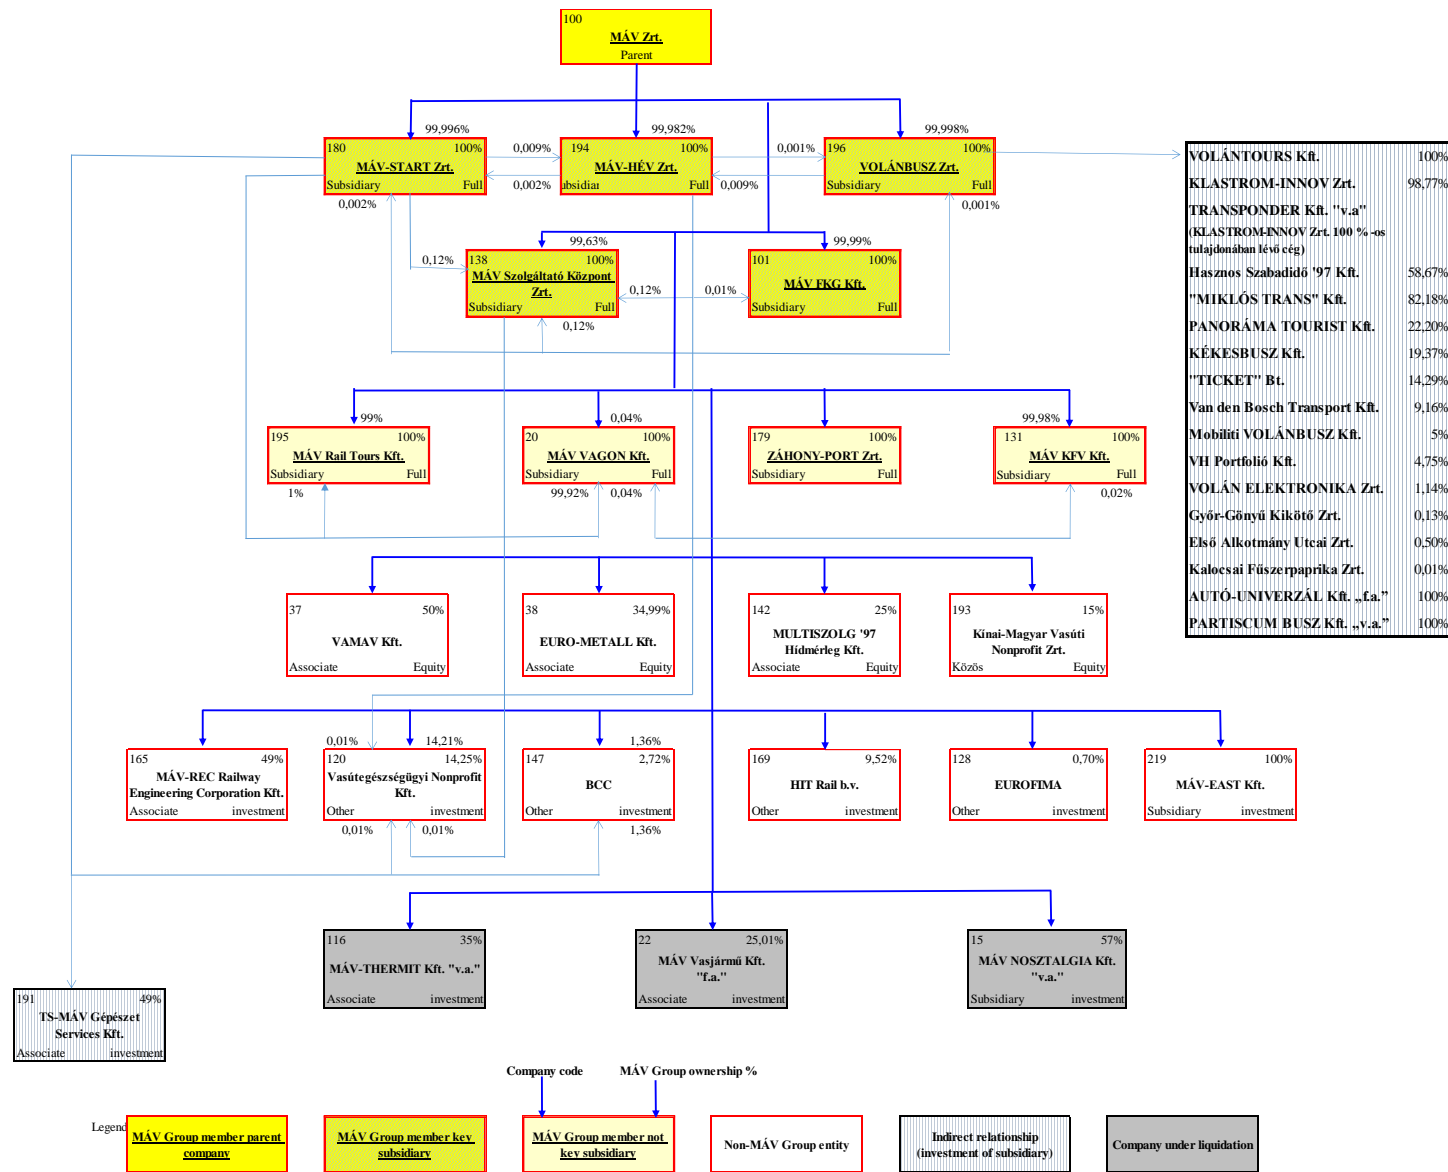 100
MÁV Zrt.
Parent
99,996%
99,982%
99,998%
180 100%
MÁV-START Zrt.
Subsidiary Full
0,009%
0,002%
194 100%
MÁV-HÉV Zrt.
ubsidiar Full
0,001%
0,009%
196 100%
VOLÁNBUSZ Zrt.
Subsidiary Full
0,002%
0,001%
VOLÁNTOURS Kft. 100%
KLASTROM-INNOV Zrt. 98,77%
TRANSPONDER Kft. "v.a"
(KLASTROM-INNOV Zrt. 100 % -os
tulajdonában lévő cég)
Hasznos Szabadidő '97 Kft. 58,67%
"MIKLÓS TRANS" Kft. 82,18%
PANORÁMA TOURIST Kft. 22,20%
KÉKESBUSZ Kft. 19,37%
"TICKET" Bt. 14,29%
Van den Bosch Transport Kft. 9,16%
Mobiliti VOLÁNBUSZ Kft. 5%
VH Portfolió Kft. 4,75%
VOLÁN ELEKTRONIKA Zrt. 1,14%
Győr-Gönyű Kikötő Zrt. 0,13%
Első Alkotmány Utcai Zrt. 0,50%
Kalocsai Fűszerpaprika Zrt. 0,01%
AUTÓ-UNIVERZÁL Kft. „f.a.” 100%
PARTISCUM BUSZ Kft. „v.a.” 100%
99,63%
99,99%
0,12%
138 100%
MÁV Szolgáltató Központ
Zrt.
Subsidiary Full
0,12%
0,12%
0,01%
101 100%
MÁV FKG Kft.
Subsidiary Full
99%
0,04%
99,98%
195 100%
MÁV Rail Tours Kft.
Subsidiary Full
1%
20 100%
MÁV VAGON Kft.
Subsidiary Full
99,92% 0,04%
179 100%
ZÁHONY-PORT Zrt.
Subsidiary Full
131 100%
MÁV KFV Kft.
Subsidiary Full
0,02%
37 50%
VAMAV Kft.
Associate Equity
38 34,99%
EURO-METALL Kft.
Associate Equity
142 25%
MULTISZOLG '97
Hídmérleg Kft.
Associate Equity
193 15%
Kínai-Magyar Vasúti
Nonprofit Zrt.
Közös Equity
0,01% 14,21%
1,36%
165 49%
MÁV-REC Railway
Engineering Corporation Kft.
Associate investment
120 14,25%
Vasútegészségügyi Nonprofit
Kft.
Other investment
0,01% 0,01%
147 2,72%
BCC
Other investment
1,36%
169 9,52%
HIT Rail b.v.
Other investment
128 0,70%
EUROFIMA
Other investment
219 100%
MÁV-EAST Kft.
Subsidiary investment
116 35%
MÁV-THERMIT Kft. "v.a."
Associate investment
22 25,01%
MÁV Vasjármű Kft.
"f.a."
Associate investment
15 57%
MÁV NOSZTALGIA Kft.
"v.a."
Subsidiary investment
191 49%
TS-MÁV Gépészet
Services Kft.
Associate investment
Company code MÁV Group ownership %
Legend
MÁV Group member parent
company
MÁV Group member key
subsidiary
MÁV Group member not
key subsidiary
Non-MÁV Group entity
Indirect relationship
(investment of subsidiary)
Company under liquidation